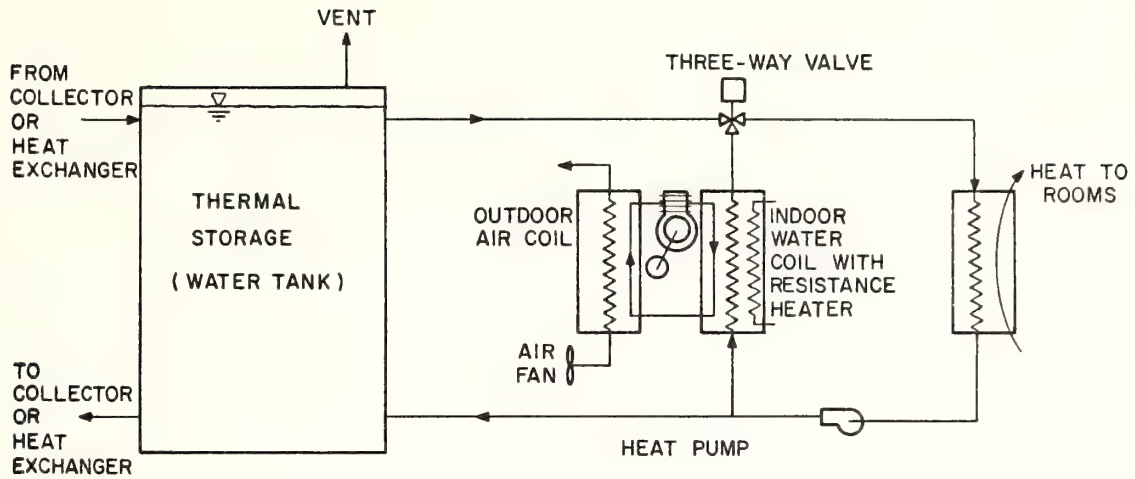 VENT
FROM
COLLECTOR
OR
HEAT
EXCHANGER
THREE-WAY VALVE
THERMAL
STORAGE
(WATER TANK)
OUTDOOR
AIR COIL
INDOOR
WATER
COIL WITH
RESISTANCE
HEATER
HEAT TO
ROOMS
AIR
FAN
TO
COLLECTOR
OR
HEAT
EXCHANGER
HEAT PUMP